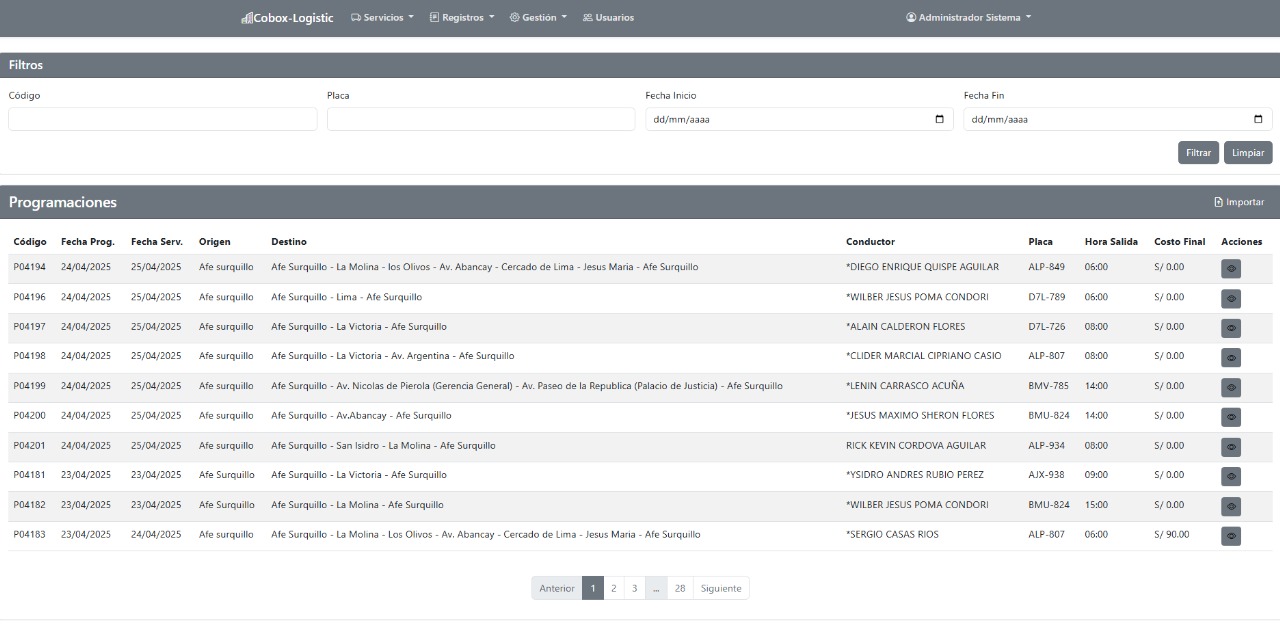 Cobox-Logistic Servicios Registros Gestión Usuarios Administrador Sistema
Filtros
Código Placa Fecha Inicio Fecha Fin
dd/mm/aaaa dd/mm/aaaa
Filtrar Limpiar
Programaciones Importar
Código Fecha Prog. Fecha Serv. Origen Destino Conductor Placa Hora Salida Costo Final Acciones
P04194 24/04/2025 25/04/2025 Afe surquillo Afe Surquillo - La Molina - los Olivos - Av. Abancay - Cercado de Lima - Jesus Maria - Afe Surquillo *DIEGO ENRIQUE QUISPE AGUILAR ALP-849 06:00 S/ 0.00
P04196 24/04/2025 25/04/2025 Afe surquillo Afe Surquillo - Lima - Afe Surquillo *WILBER JESUS POMA CONDORI D7L-789 06:00 S/ 0.00
P04197 24/04/2025 25/04/2025 Afe surquillo Afe Surquillo - La Victoria - Afe Surquillo *ALAIN CALDERON FLORES D7L-726 08:00 S/ 0.00
P04198 24/04/2025 25/04/2025 Afe surquillo Afe Surquillo - La Victoria - Av. Argentina - Afe Surquillo *CLIDER MARCIAL CIPRIANO CASIO ALP-807 08:00 S/ 0.00
P04199 24/04/2025 25/04/2025 Afe surquillo Afe Surquillo - Av. Nicolas de Pierola (Gerencia General) - Av. Paseo de la Republica (Palacio de Justicia) - Afe Surquillo *LENIN CARRASCO ACUÑA BMV-785 14:00 S/ 0.00
P04200 24/04/2025 25/04/2025 Afe surquillo Afe Surquillo - Av.Abancay - Afe Surquillo *JESUS MAXIMO SHERON FLORES BMU-824 14:00 S/ 0.00
P04201 24/04/2025 25/04/2025 Afe surquillo Afe Surquillo - San Isidro - La Molina - Afe Surquillo RICK KEVIN CORDOVA AGUILAR ALP-934 08:00 S/ 0.00
P04181 23/04/2025 23/04/2025 Afe Surquillo Afe Surquillo - La Victoria - Afe Surquillo *YSIDRO ANDRES RUBIO PEREZ AJX-938 09:00 S/ 0.00
P04182 23/04/2025 23/04/2025 Afe Surquillo Afe Surquillo - La Molina - Afe Surquillo *WILBER JESUS POMA CONDORI BMU-824 15:00 S/ 0.00
P04183 23/04/2025 24/04/2025 Afe surquillo Afe Surquillo - La Molina - Los Olivos - Av. Abancay - Cercado de Lima - Jesus Maria - Afe Surquillo *SERGIO CASAS RIOS ALP-807 06:00 S/ 90.00
Anterior 1 2 3 ... 28 Siguiente